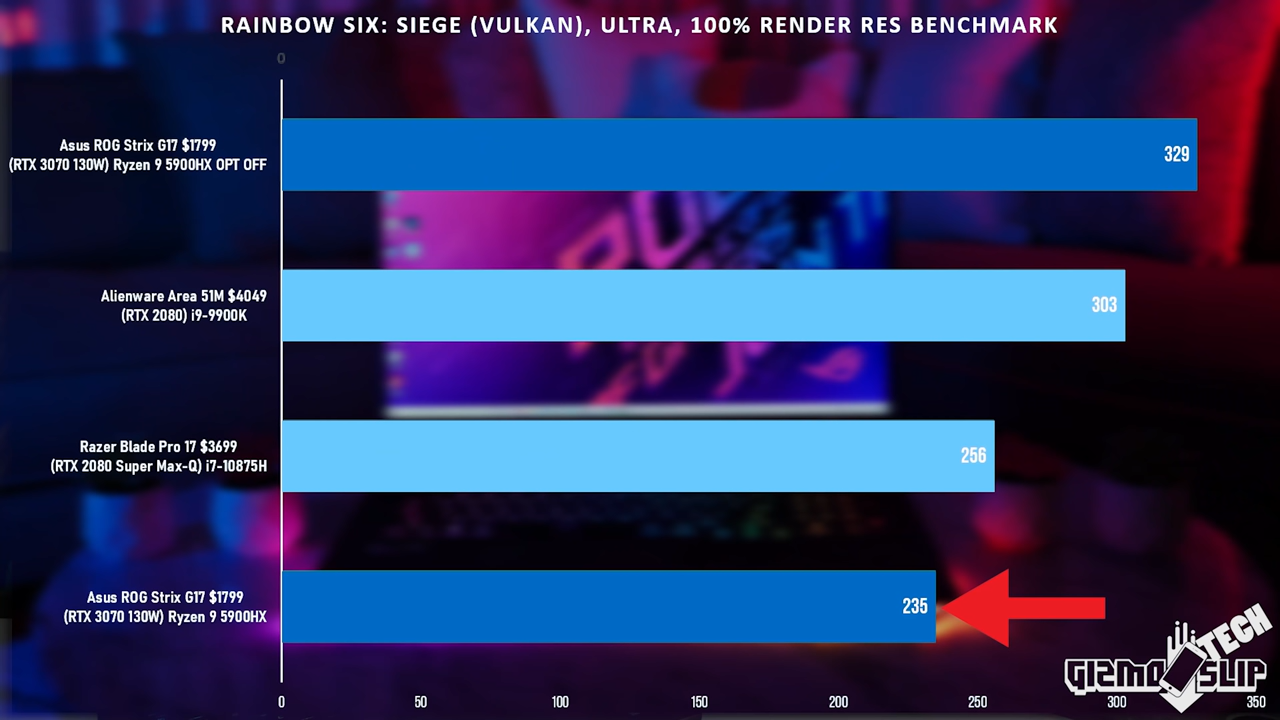 RAINBOW SIX: SIEGE (VULKAN), ULTRA, 100% RENDER RES BENCHMARK
0
Asus ROG Strix G17 $1799
(RTX 3070 130W) Ryzen 9 5900HX OPT OFF
329
Alienware Area 51M $4049
(RTX 2080) i9-9900K
303
Razer Blade Pro 17 $3699
(RTX 2080 Super Max-Q) i7-10875H
256
Asus ROG Strix G17 $1799
(RTX 3070 130W) Ryzen 9 5900HX
235
0 50 100 150 200 250 300 350
TECH
GIZMO SLIP